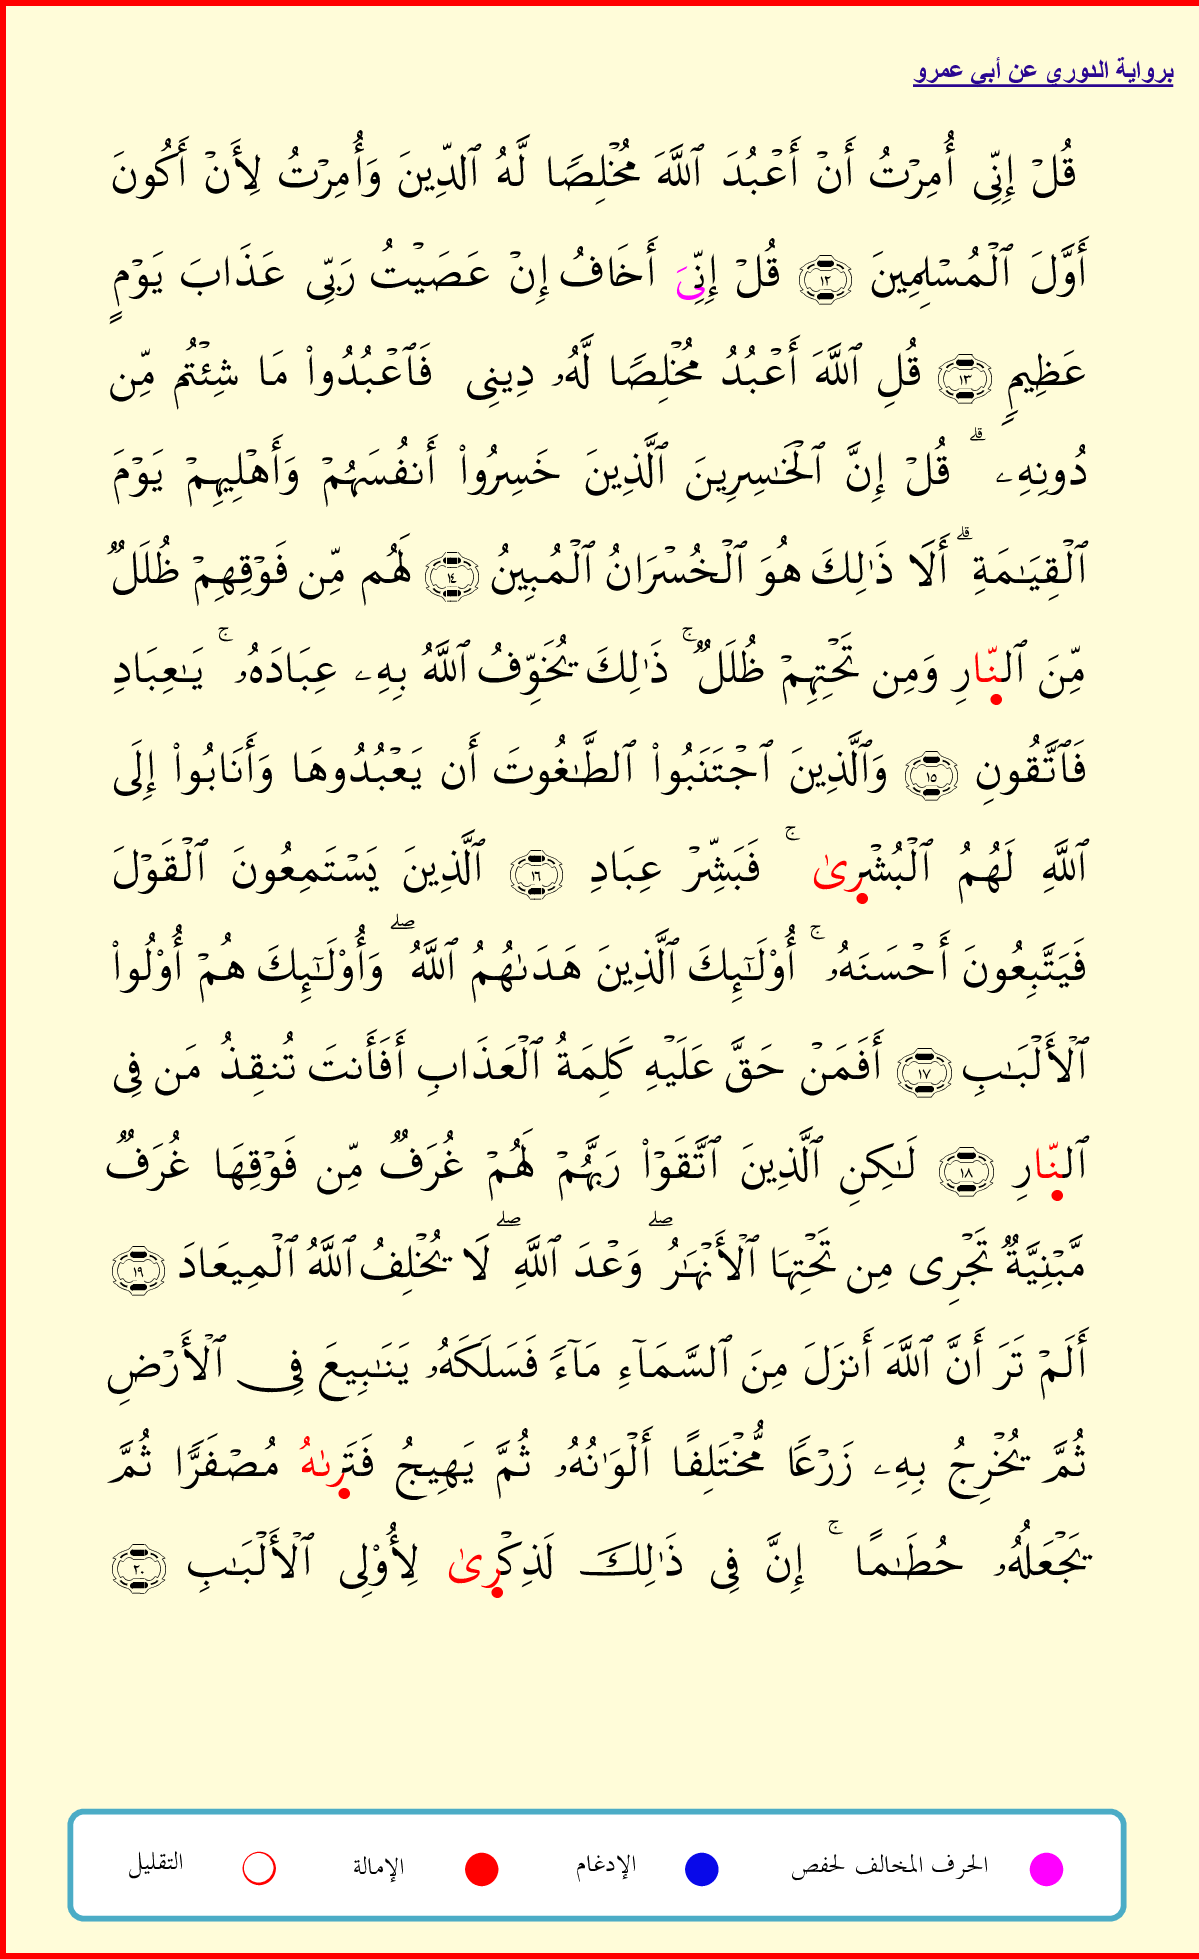 برواية الدوري عن أبي عمرو
قُلۡ إِنِّي أُمِرۡتُ أَنۡ أَعۡبُدَ ٱللَّهَ مُخۡلِصٗا لَّهُ ٱلدِّينَ وَأُمِرۡتُ لِأَنۡ أَكُونَ
أَوَّلَ ٱلۡمُسۡلِمِينَ ١٢ قُلۡ إِنِّيَ أَخَافُ إِنۡ عَصَيۡتُ رَبِّي عَذَابَ يَوۡمٍ
عَظِيمٖ ١٣ قُلِ ٱللَّهَ أَعۡبُدُ مُخۡلِصٗا لَّهُۥ دِينِي فَٱعۡبُدُواْ مَا شِئۡتُم مِّن
دُونِهِۦ ۗ قُلۡ إِنَّ ٱلۡخَٰسِرِينَ ٱلَّذِينَ خَسِرُواْ أَنفُسَهُمۡ وَأَهۡلِيهِمۡ يَوۡمَ
ٱلۡقِيَٰمَةِ ۗ أَلَا ذَٰلِكَ هُوَ ٱلۡخُسۡرَانُ ٱلۡمُبِينُ ١٤ لَهُم مِّن فَوۡقِهِمۡ ظُلَلٞ
مِّنَ ٱلنّ۪ارِ وَمِن تَحۡتِهِمۡ ظُلَلٞ ۚ ذَٰلِكَ يُخَوِّفُ ٱللَّهُ بِهِۦ عِبَادَهُۥ ۚ يَٰعِبَادِ
فَٱتَّقُونِ ١٥ وَٱلَّذِينَ ٱجۡتَنَبُواْ ٱلطَّٰغُوتَ أَن يَعۡبُدُوهَا وَأَنَابُواْ إِلَى
ٱللَّهِ لَهُمُ ٱلۡبُشۡر۪يٰ ۚ فَبَشِّرۡ عِبَادِ ١٦ ٱلَّذِينَ يَسۡتَمِعُونَ ٱلۡقَوۡلَ
فَيَتَّبِعُونَ أَحۡسَنَهُۥ ۚ أُوْلَٰٓئِكَ ٱلَّذِينَ هَدَىٰهُمُ ٱللَّهُ ۖ وَأُوْلَٰٓئِكَ هُمۡ أُوْلُواْ
ٱلۡأَلۡبَٰبِ ١٧ أَفَمَنۡ حَقَّ عَلَيۡهِ كَلِمَةُ ٱلۡعَذَابِ أَفَأَنتَ تُنقِذُ مَن فِي
ٱلنّ۪ارِ ١٨ لَٰكِنِ ٱلَّذِينَ ٱتَّقَوۡاْ رَبَّهُمۡ لَهُمۡ غُرَفٞ مِّن فَوۡقِهَا غُرَفٞ
مَّبۡنِيَّةٞ تَجۡرِي مِن تَحۡتِهَا ٱلۡأَنۡهَٰرُ ۖ وَعۡدَ ٱللَّهِ ۖ لَا يُخۡلِفُ ٱللَّهُ ٱلۡمِيعَادَ ١٩
أَلَمۡ تَرَ أَنَّ ٱللَّهَ أَنزَلَ مِنَ ٱلسَّمَآءِ مَآءٗ فَسَلَكَهُۥ يَنَٰبِيعَ فِي ٱلۡأَرۡضِ
ثُمَّ يُخۡرِجُ بِهِۦ زَرۡعٗا مُّخۡتَلِفًا أَلۡوَٰنُهُۥ ثُمَّ يَهِيجُ فَتَر۪ىٰهُ مُصۡفَرّٗا ثُمَّ
يَجۡعَلُهُۥ حُطَٰمًا ۚ إِنَّ فِي ذَٰلِكَ لَذِكۡر۪يٰ لِأُوْلِي ٱلۡأَلۡبَٰبِ ٢٠
الحرف المخالف لحفص الإدغام الإمالة التقليل